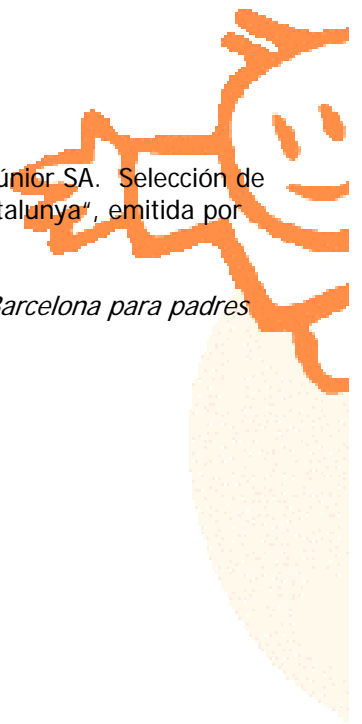 únior SA. Selección de
talunya“, emitida por
Barcelona para padres